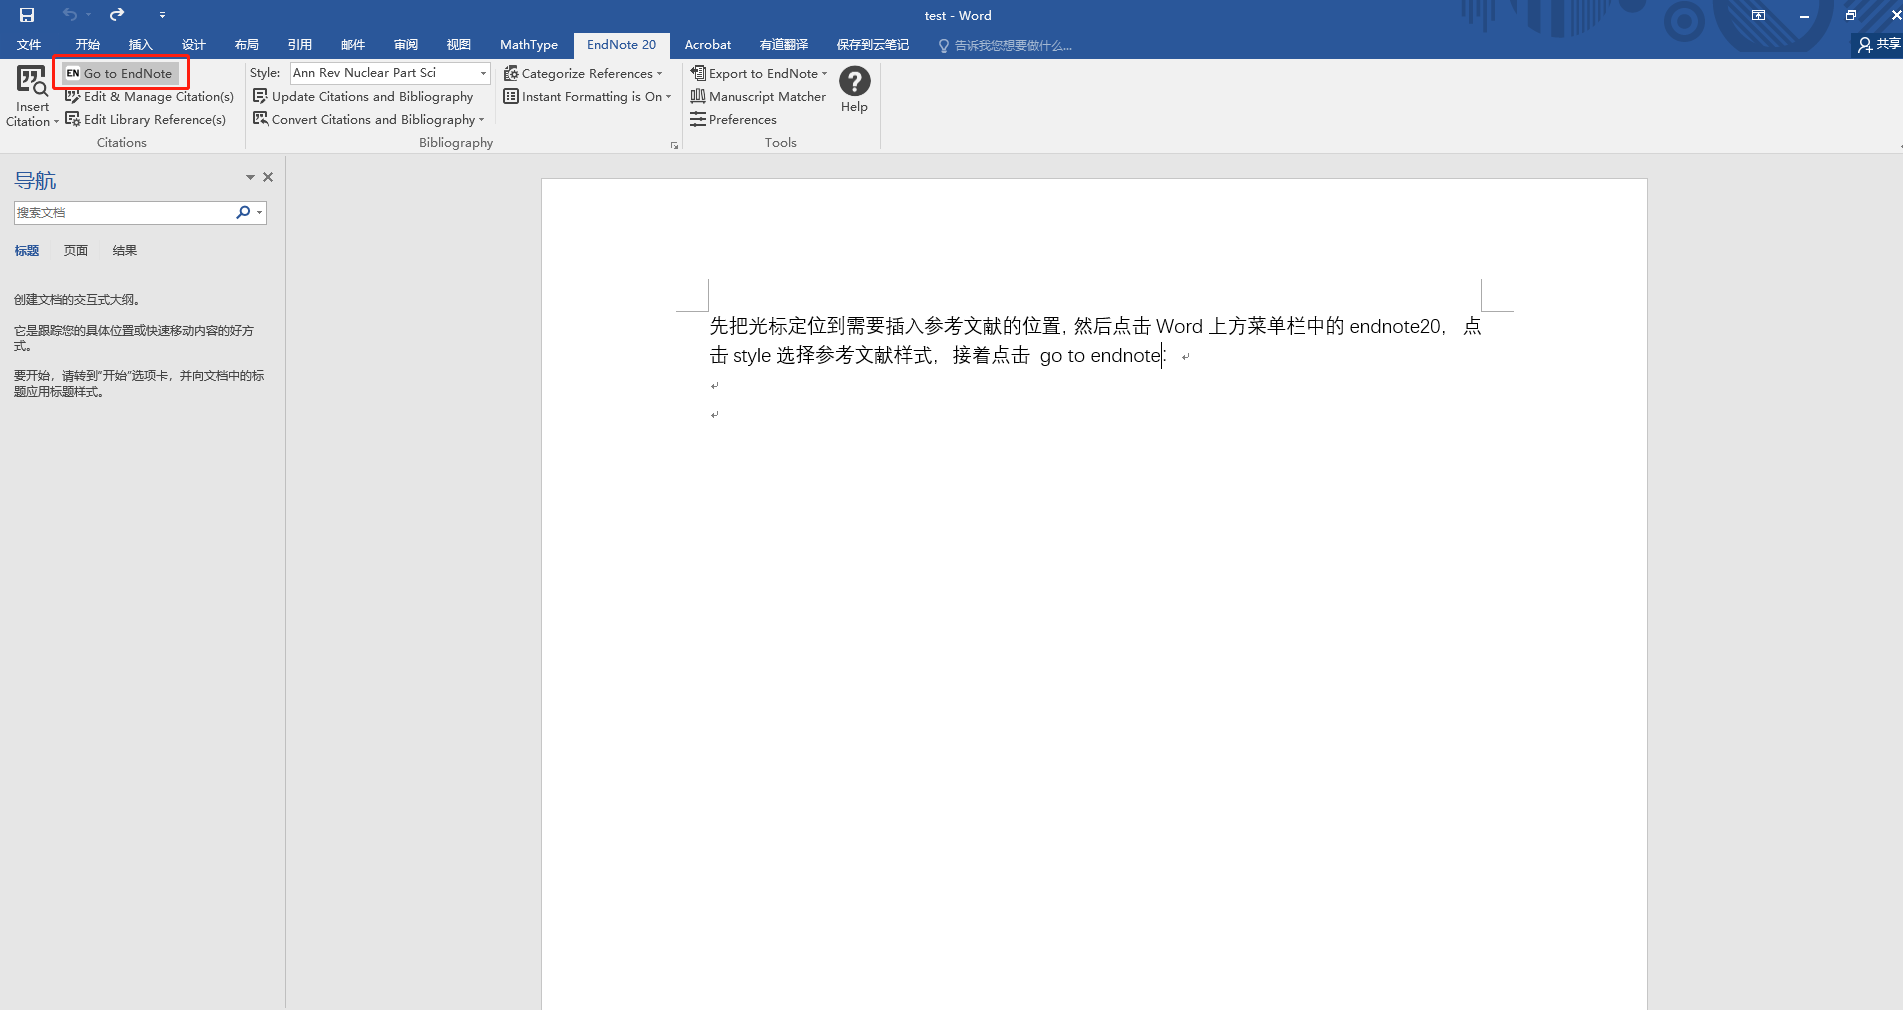 test - Word
文件 开始 插入 设计 布局 引用 邮件 审阅 视图 MathType EndNote 20 Acrobat 有道翻译 保存到云笔记 告诉我您想要做什么... 共享
Insert
Citation
EN Go to EndNote
Edit & Manage Citation(s)
Edit Library Reference(s)
Citations
Style: Ann Rev Nuclear Part Sci
Update Citations and Bibliography
Convert Citations and Bibliography
Categorize References
Instant Formatting is On
Bibliography
Export to EndNote
Manuscript Matcher
Preferences
Tools
Help
导航
搜索文档
标题 页面 结果
创建文档的交互式大纲。
它是跟踪您的具体位置或快速移动内容的好方
式。
要开始，请转到“开始”选项卡，并向文档中的标
题应用标题样式。
先把光标定位到需要插入参考文献的位置，然后点击 Word 上方菜单栏中的 endnote20， 点
击 style 选择参考文献样式，接着点击 go to endnote：